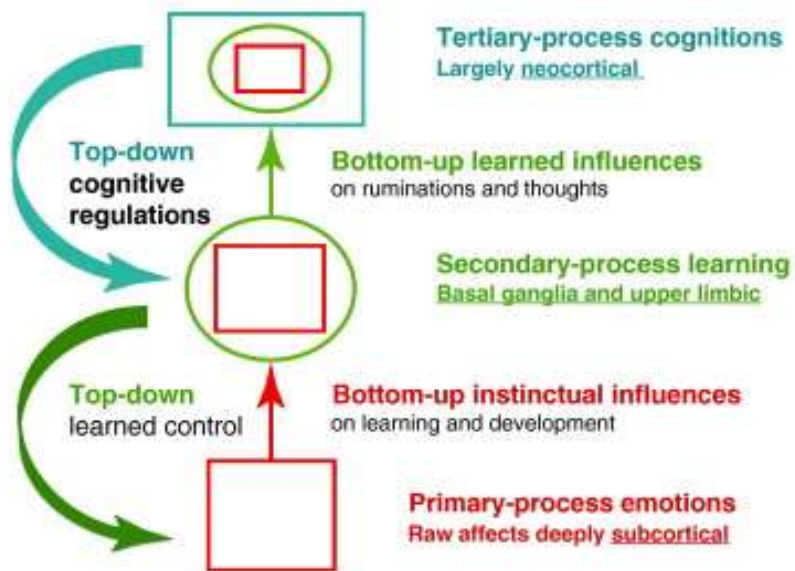 Tertiary-process cognitions
Largely neocortical
Top-down
cognitive
regulations
Bottom-up learned influences
on ruminations and thoughts
Secondary-process learning
Basal ganglia and upper limbic
Top-down
learned control
Bottom-up instinctual influences
on learning and development
Primary-process emotions
Raw affects deeply subcortical